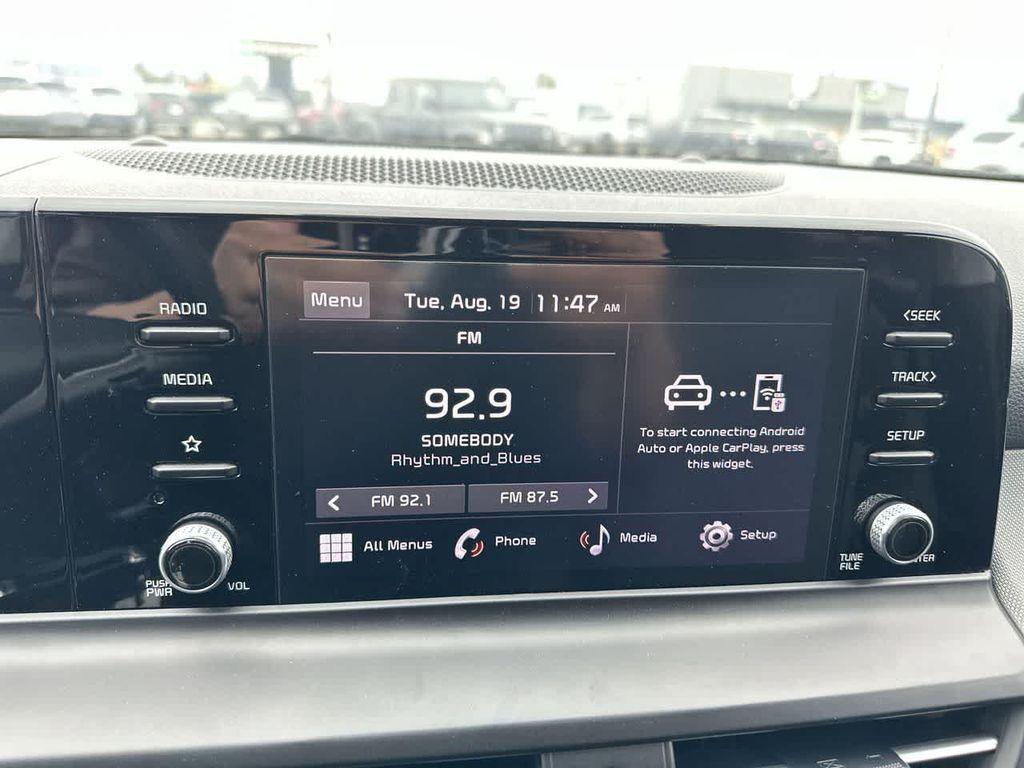 RADIO
MEDIA
PUSH
PWR
VOL
Menu
Tue, Aug. 19
11:47 AM
FM
92.9
SOMEBODY
Rhythm_and_Blues
FM 92.1
FM 87.5
To start connecting Android
Auto or Apple CarPlay, press
this widget.
All Menus
Phone
Media
Setup
<SEEK
TRACK>
SETUP
TUNE
FILE